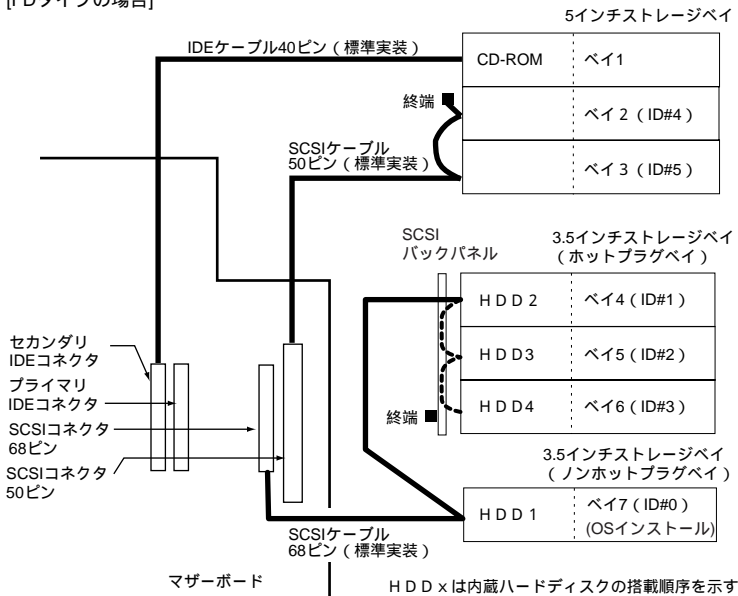 [FDタイプの場合]
5インチストレージベイ
IDEケーブル40ピン（標準実装）
CD-ROM ベイ1
終端
ベイ２（ID#4）
SCSIケーブル
50ピン（標準実装）
ベイ３（ID#5）
SCSI
バックパネル
3.5インチストレージベイ
（ホットプラグベイ）
ＨＤＤ２ ベイ4（ID#1）
ＨＤＤ3 ベイ5（ID#2）
ＨＤＤ4 ベイ6（ID#3）
終端
セカンダリ
IDEコネクタ
プライマリ
IDEコネクタ
SCSIコネクタ
68ピン
SCSIコネクタ
50ピン
3.5インチストレージベイ
（ノンホットプラグベイ）
ＨＤＤ１ ベイ7（ID#0）
(OSインストール)
SCSIケーブル
68ピン（標準実装）
マザーボード
ＨＤＤｘは内蔵ハードディスクの搭載順序を示す